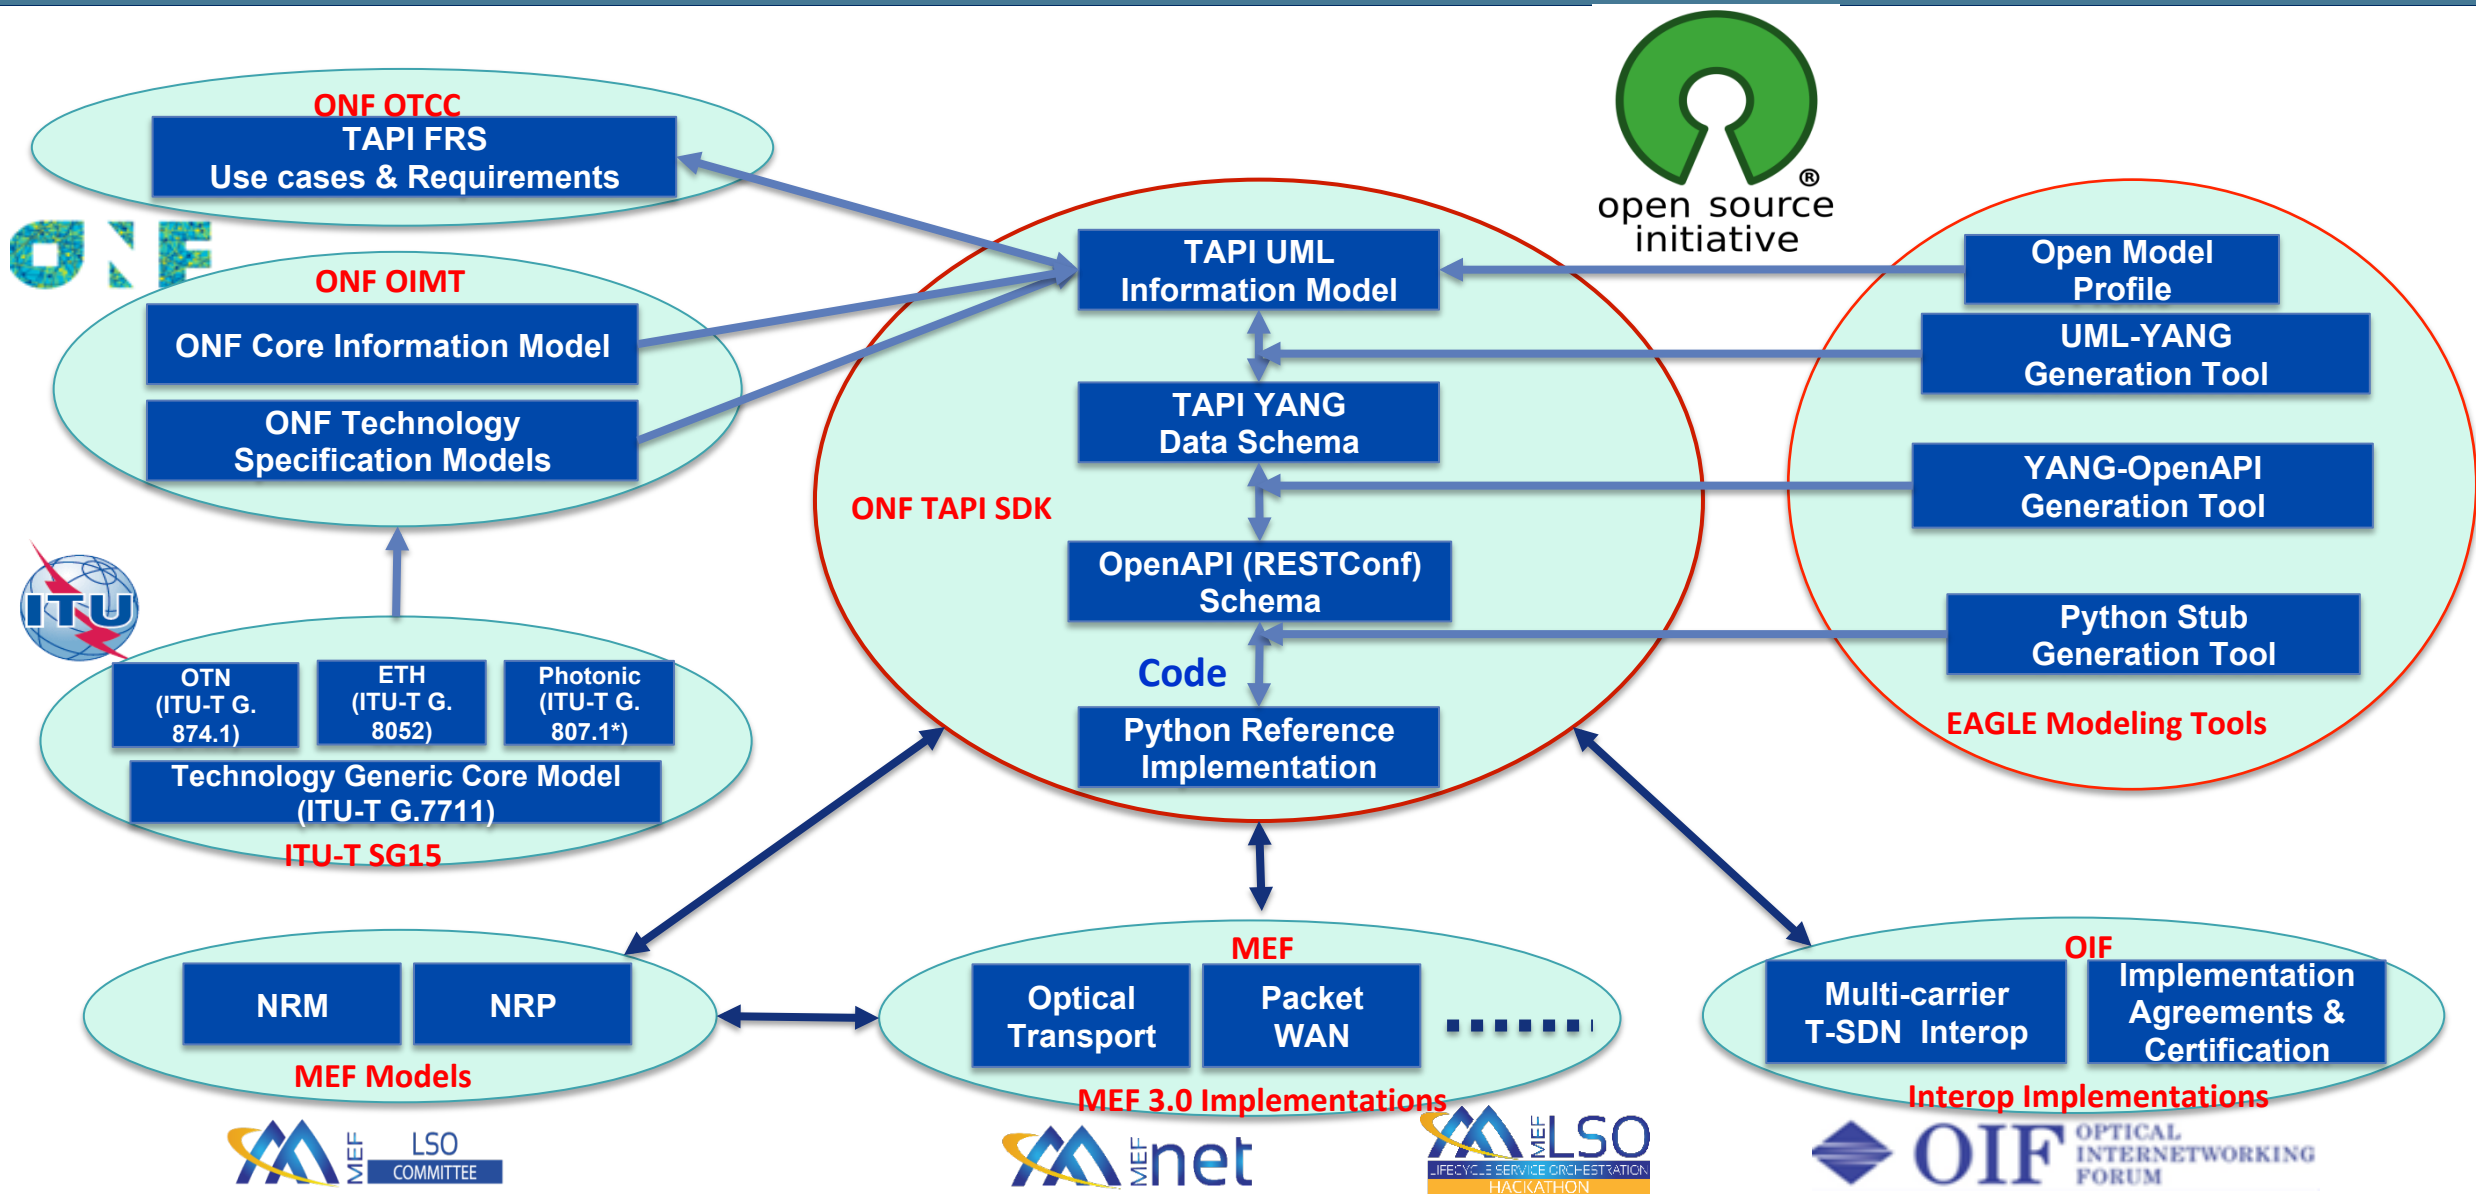 ONF OTCC
TAPI FRS
Use cases & Requirements
ONF
ONF OIMT
ONF Core Information Model
ONF Technology
Specification Models
ITU
OTN
(ITU-T G.
874.1)
ETH
(ITU-T G.
8052)
Photonic
(ITU-T G.
807.1*)
Technology Generic Core Model
(ITU-T G.7711)
ITU-T SG15
open source
initiative
®
TAPI UML
Information Model
TAPI YANG
Data Schema
ONF TAPI SDK
OpenAPI (RESTConf)
Schema
Code
Python Reference
Implementation
Open Model
Profile
UML-YANG
Generation Tool
YANG-OpenAPI
Generation Tool
Python Stub
Generation Tool
EAGLE Modeling Tools
NRM
NRP
MEF Models
MEF
LSO
COMMITTEE
MEF
Optical
Transport
Packet
WAN
MEF 3.0 Implementations
MEF
net
MEF
LSO
LIFECYCLE SERVICE ORCHESTRATION
HACKATHON
OIF
Multi-carrier
T-SDN Interop
Implementation
Agreements &
Certification
Interop Implementations
OIF
OPTICAL
INTERNETWORKING
FORUM